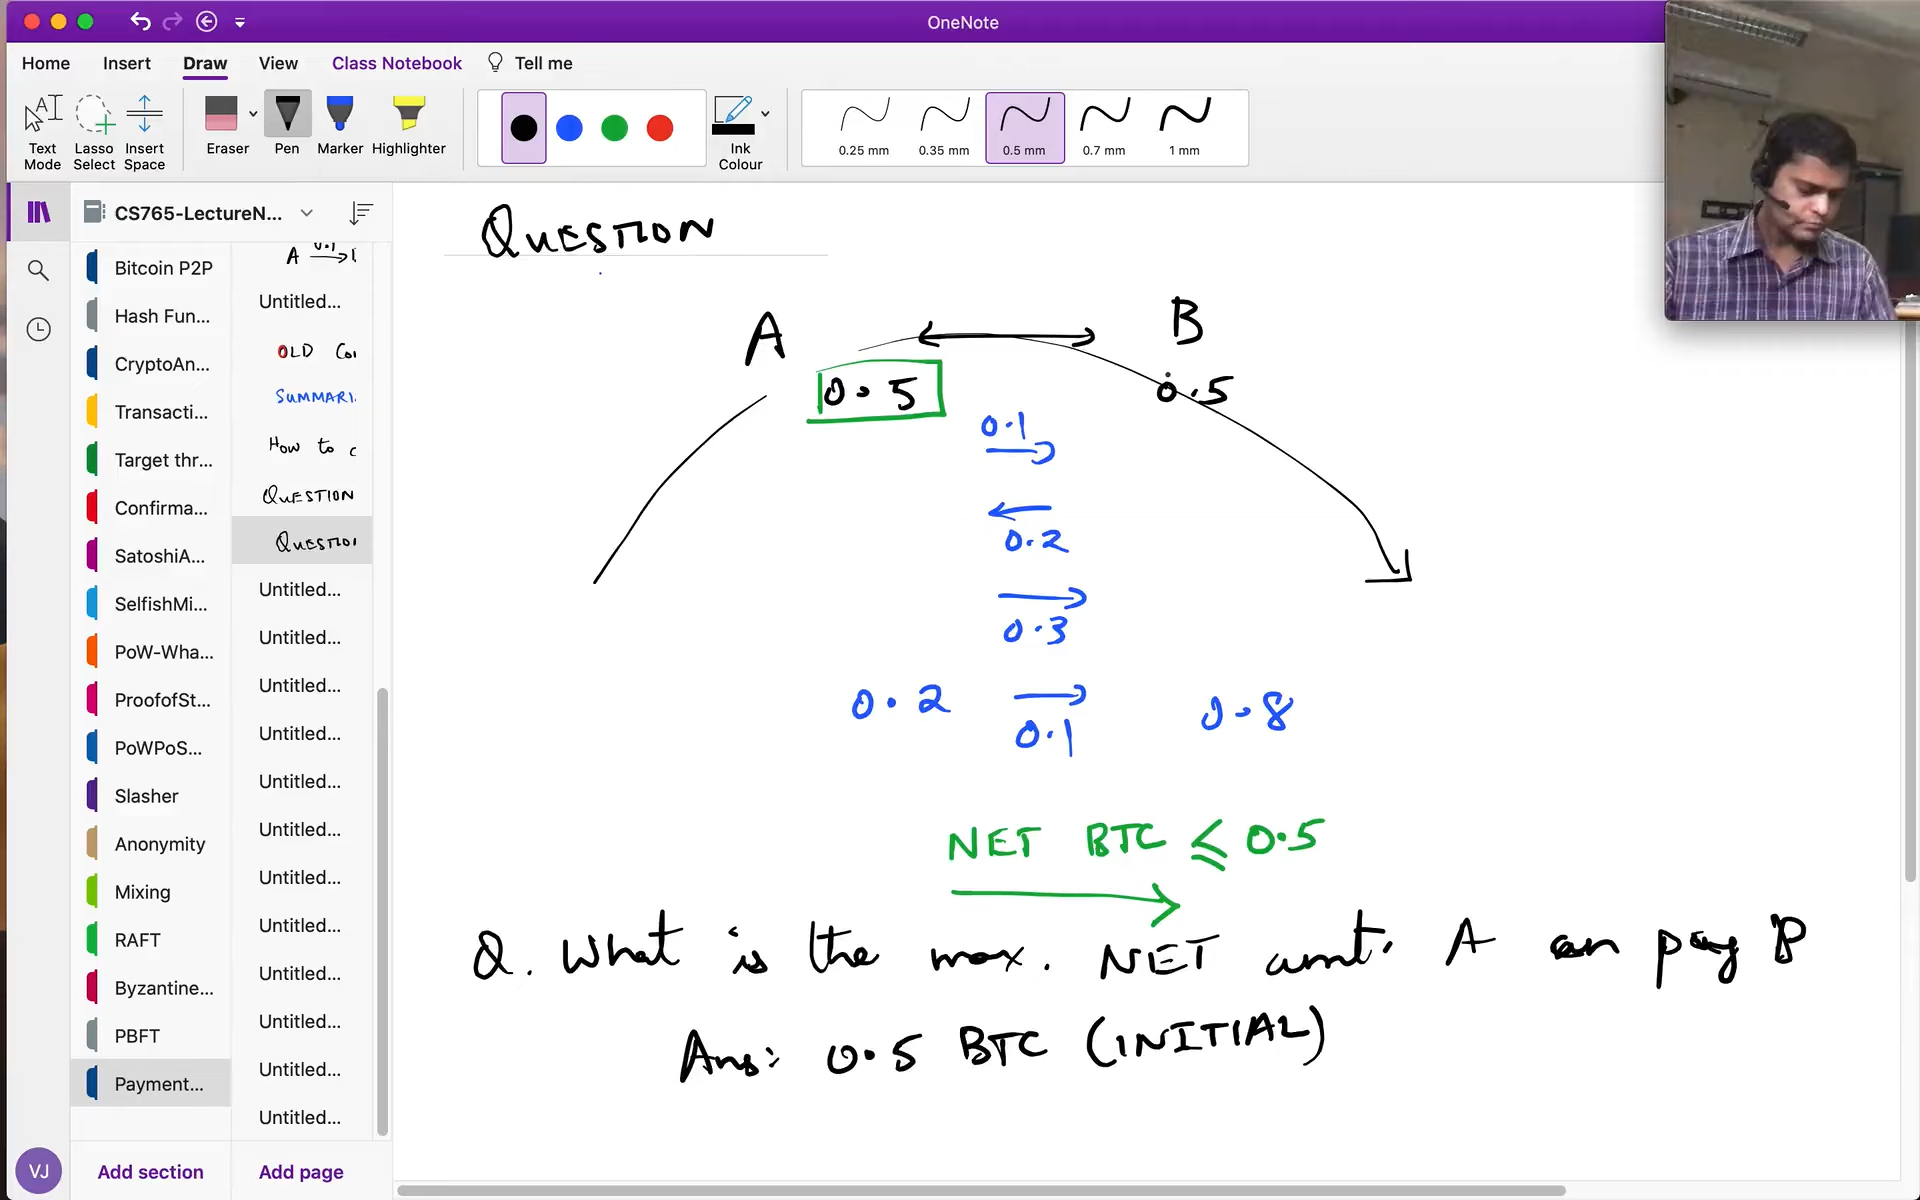 OneNote
Home Insert Draw View Class Notebook Tell me
Text Mode
Lasso Select
Insert Space
Eraser
Pen
Marker
Highlighter
Ink Colour
0.25 mm
0.35 mm
0.5 mm
0.7 mm
1 mm
CS765-LectureN...
Bitcoin P2P
Hash Fun...
CryptoAn...
Transacti...
Target thr...
Confirma...
SatoshiA...
SelfishMi...
PoW-Wha...
ProofofSt...
PoWPoS...
Slasher
Anonymity
Mixing
RAFT
Byzantine...
PBFT
Payment...
Add section
A 0.1
Untitled...
OLD Co
SUMMARI
How to c
QUESTION
QUESTIO
Untitled...
Untitled...
Untitled...
Untitled...
Untitled...
Untitled...
Untitled...
Untitled...
Untitled...
Untitled...
Untitled...
Untitled...
Add page
VJ
QUESTION
A B
0.5 0.5
0.1
0.2
0.3
0.2 0.8
0.1
NET BTC ≤ 0.5
Q. What is the max. NET amt. A can pay B
Ans: 0.5 BTC (INITIAL)